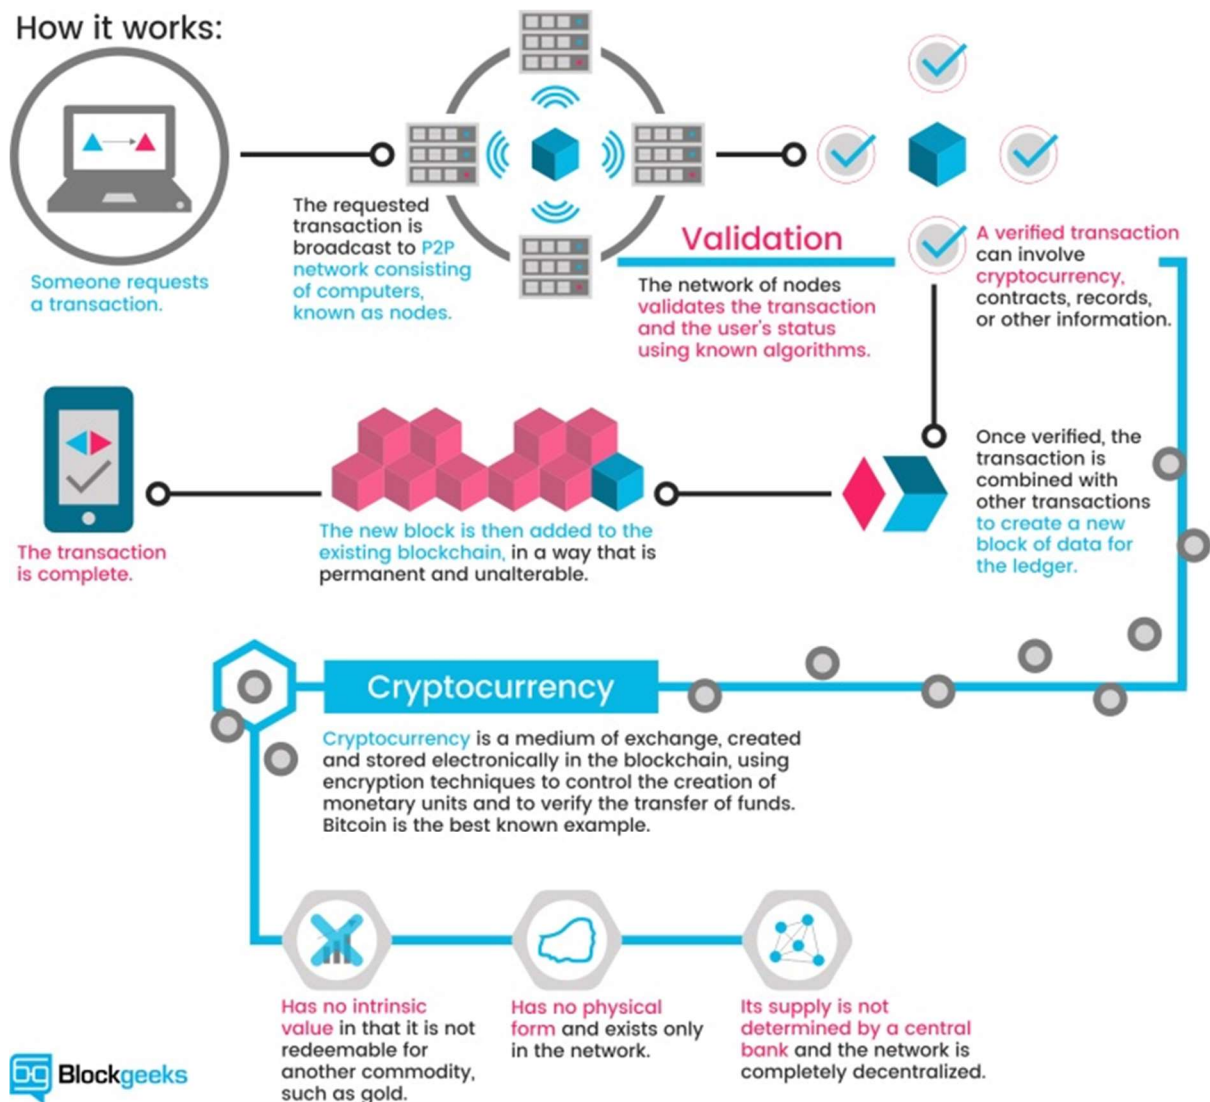 How it works:
Someone requests
a transaction.
The requested
transaction is
broadcast to P2P
network consisting
of computers,
known as nodes.
Validation
The network of nodes
validates the transaction
and the user's status
using known algorithms.
A verified transaction
can involve
cryptocurrency,
contracts, records,
or other information.
Once verified, the
transaction is
combined with
other transactions
to create a new
block of data for
the ledger.
The new block is then added to the
existing blockchain, in a way that is
permanent and unalterable.
The transaction
is complete.
Cryptocurrency
Cryptocurrency is a medium of exchange, created
and stored electronically in the blockchain, using
encryption techniques to control the creation of
monetary units and to verify the transfer of funds.
Bitcoin is the best known example.
Has no intrinsic
value in that it is not
redeemable for
another commodity,
such as gold.
Has no physical
form and exists only
in the network.
Its supply is not
determined by a central
bank and the network is
completely decentralized.
bg Blockgeeks